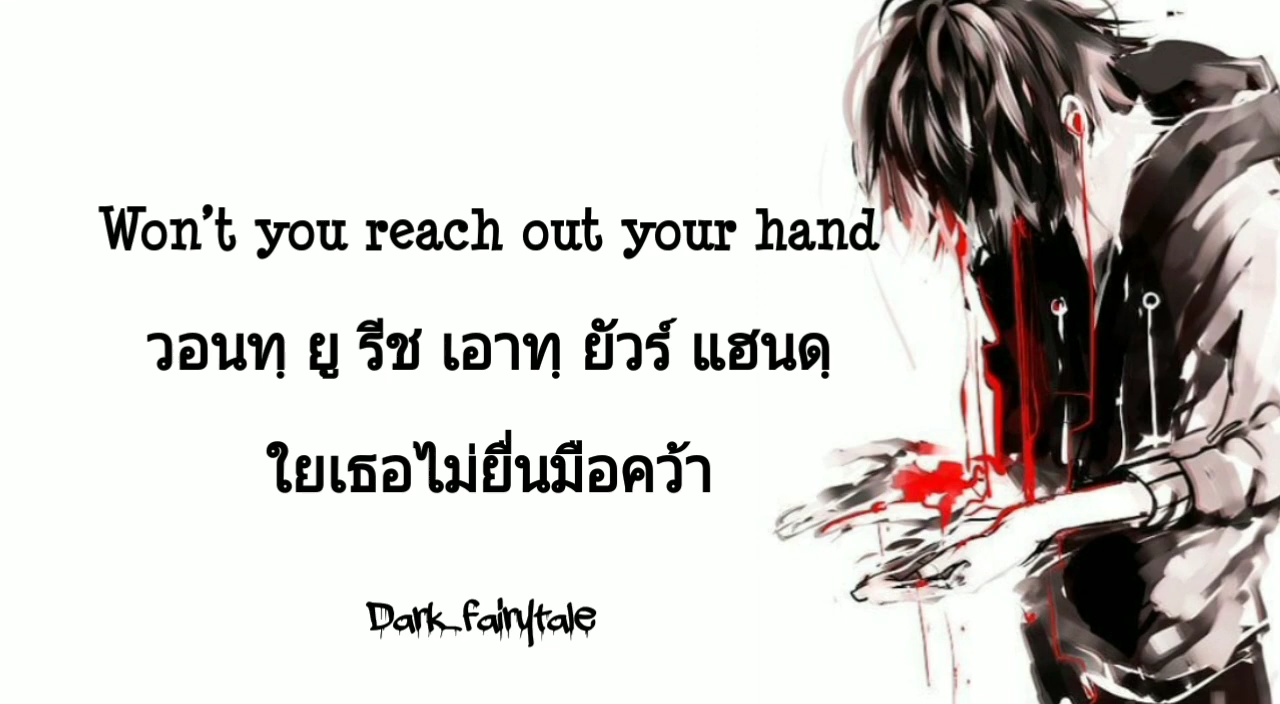 Won't you reach out your hand
วอนทฺ ยู รีช เอาทฺ ยัวร์ แฮนดฺ
ใยเธอไม่ยื่นมือคว้า
Dark_fairytale